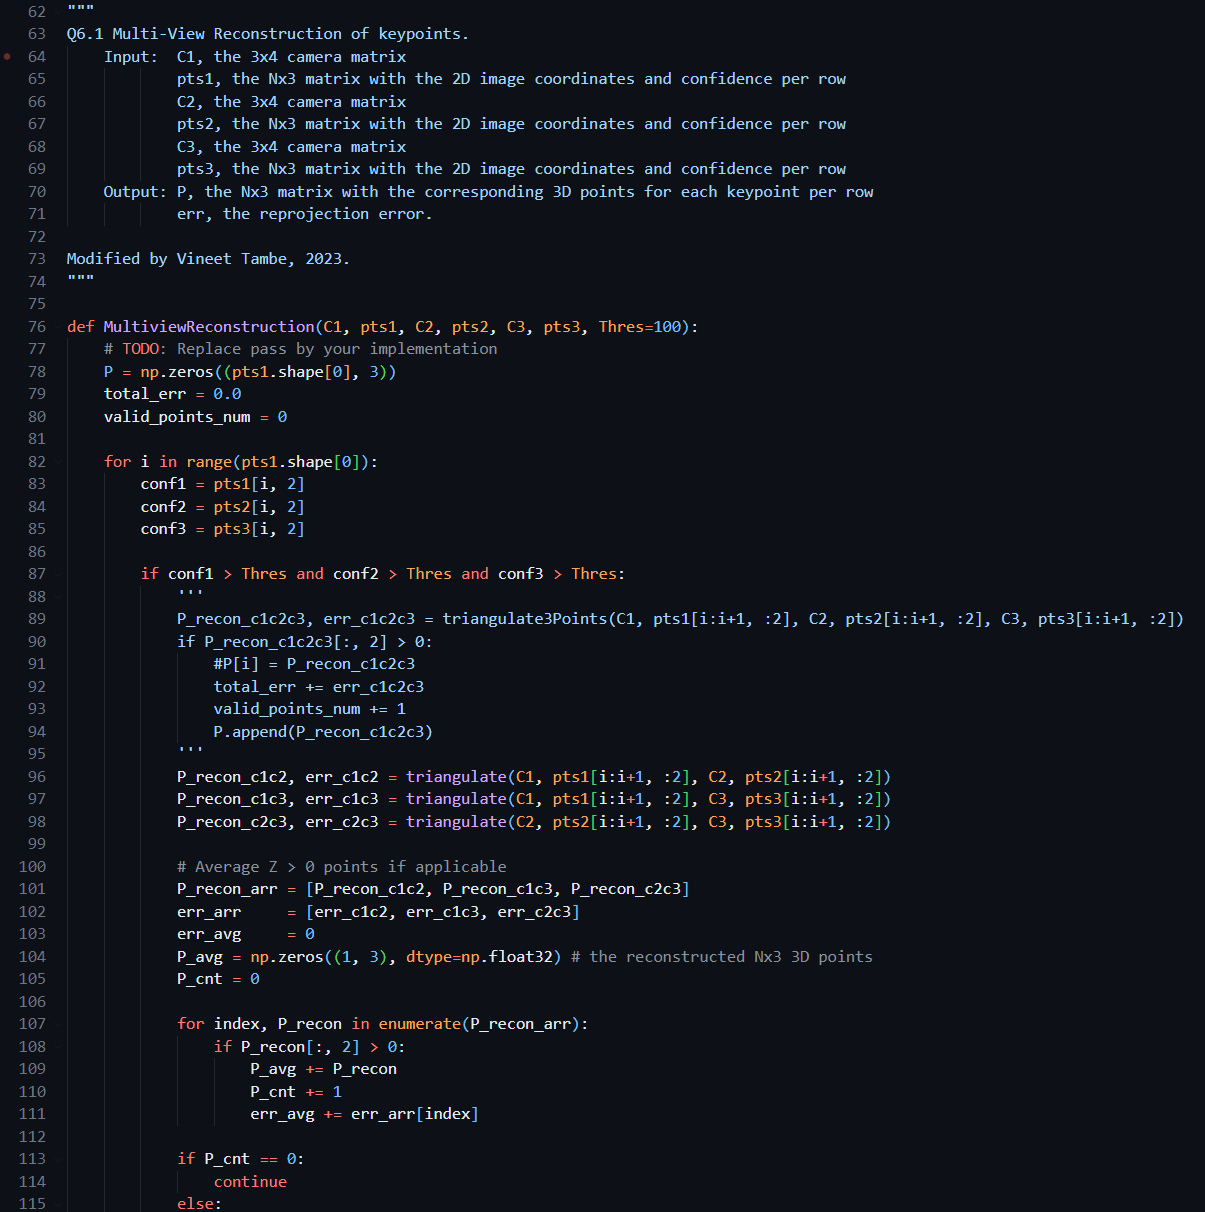 62 """
63 Q6.1 Multi-View Reconstruction of keypoints.
64     Input:  C1, the 3x4 camera matrix
65             pts1, the Nx3 matrix with the 2D image coordinates and confidence per row
66             C2, the 3x4 camera matrix
67             pts2, the Nx3 matrix with the 2D image coordinates and confidence per row
68             C3, the 3x4 camera matrix
69             pts3, the Nx3 matrix with the 2D image coordinates and confidence per row
70     Output: P, the Nx3 matrix with the corresponding 3D points for each keypoint per row
71             err, the reprojection error.
72
73 Modified by Vineet Tambe, 2023.
74 """
75
76 def MultiviewReconstruction(C1, pts1, C2, pts2, C3, pts3, Thres=100):
77     # TODO: Replace pass by your implementation
78     P = np.zeros((pts1.shape[0], 3))
79     total_err = 0.0
80     valid_points_num = 0
81
82     for i in range(pts1.shape[0]):
83         conf1 = pts1[i, 2]
84         conf2 = pts2[i, 2]
85         conf3 = pts3[i, 2]
86
87         if conf1 > Thres and conf2 > Thres and conf3 > Thres:
88             '''
89             P_recon_c1c2c3, err_c1c2c3 = triangulate3Points(C1, pts1[i:i+1, :2], C2, pts2[i:i+1, :2], C3, pts3[i:i+1, :2])
90             if P_recon_c1c2c3[:, 2] > 0:
91                 #P[i] = P_recon_c1c2c3
92                 total_err += err_c1c2c3
93                 valid_points_num += 1
94                 P.append(P_recon_c1c2c3)
95             '''
96             P_recon_c1c2, err_c1c2 = triangulate(C1, pts1[i:i+1, :2], C2, pts2[i:i+1, :2])
97             P_recon_c1c3, err_c1c3 = triangulate(C1, pts1[i:i+1, :2], C3, pts3[i:i+1, :2])
98             P_recon_c2c3, err_c2c3 = triangulate(C2, pts2[i:i+1, :2], C3, pts3[i:i+1, :2])
99
100             # Average Z > 0 points if applicable
101             P_recon_arr = [P_recon_c1c2, P_recon_c1c3, P_recon_c2c3]
102             err_arr     = [err_c1c2, err_c1c3, err_c2c3]
103             err_avg     = 0
104             P_avg = np.zeros((1, 3), dtype=np.float32) # the reconstructed Nx3 3D points
105             P_cnt = 0
106
107             for index, P_recon in enumerate(P_recon_arr):
108                 if P_recon[:, 2] > 0:
109                     P_avg += P_recon
110                     P_cnt += 1
111                     err_avg += err_arr[index]
112
113             if P_cnt == 0:
114                 continue
115             else: